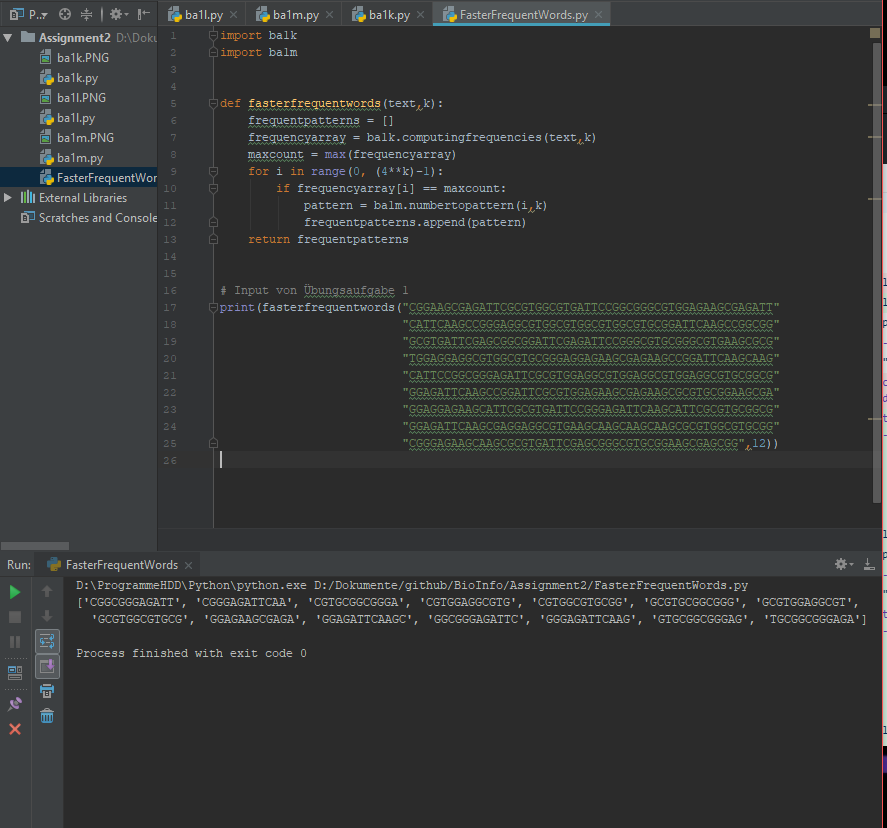 P..
ba1l.py
ba1m.py
ba1k.py
FasterFrequentWords.py
Assignment2 D:\Doku
ba1k.PNG
ba1k.py
ba1l.PNG
ba1l.py
ba1m.PNG
ba1m.py
FasterFrequentWor
External Libraries
Scratches and Console
1 import ba1k
2 import ba1m
3
4
5 def fasterfrequentwords(text,k):
6 frequentpatterns = []
7 frequencyarray = ba1k.computingfrequencies(text,k)
8 maxcount = max(frequencyarray)
9 for i in range(0, (4**k)-1):
10 if frequencyarray[i] == maxcount:
11 pattern = ba1m.numbertopattern(i,k)
12 frequentpatterns.append(pattern)
13 return frequentpatterns
14
15
16 # Input von Übungsaufgabe 1
17 print(fasterfrequentwords("CGGAAGCGAGATTCGCGTGGCGTGATTCCGGCGGGCGTGGAGAAGCGAGATT"
18 "CATTCAAGCCGGGAGGCGTGGCGTGGCGTGGCGTGCGGATTCAAGCCGGCGG"
19 "GCGTGATTCGAGCGGCGGATTCGAGATTCCGGGCGTGCGGGCGTGAAGCGCG"
20 "TGGAGGAGGCGTGGCGTGCGGGAGGAGAAGCGAGAAGCCGGATTCAAGCAAG"
21 "CATTCCGGCGGGAGATTCGCGTGGAGGCGTGGAGGCGTGGAGGCGTGCGGCG"
22 "GGAGATTCAAGCCGGATTCGCGTGGAGAAGCGAGAAGCGCGTGCGGAAGCGA"
23 "GGAGGAGAAGCATTCGCGTGATTCCGGGAGATTCAAGCATTCGCGTGCGGCG"
24 "GGAGATTCAAGCGAGGAGGCGTGAAGCAAGCAAGCAAGCGCGTGGCGTGCGG"
25 "CGGGAGAAGCAAGCGCGTGATTCGAGCGGGCGTGCGGAAGCGAGCGG",12))
26
Run: FasterFrequentWords
D:\ProgrammeHDD\Python\python.exe D:/Dokumente/github/BioInfo/Assignment2/FasterFrequentWords.py
['CGGCGGGAGATT', 'CGGGAGATTCAA', 'CGTGCGGCGGGA', 'CGTGGAGGCGTG', 'CGTGGCGTGCGG', 'GCGTGCGGCGGG', 'GCGTGGAGGCGT',
'GCGTGGCGTGCG', 'GGAGAAGCGAGA', 'GGAGATTCAAGC', 'GGCGGGAGATTC', 'GGGAGATTCAAG', 'GTGCGGCGGGAG', 'TGCGGCGGGAGA']
Process finished with exit code 0